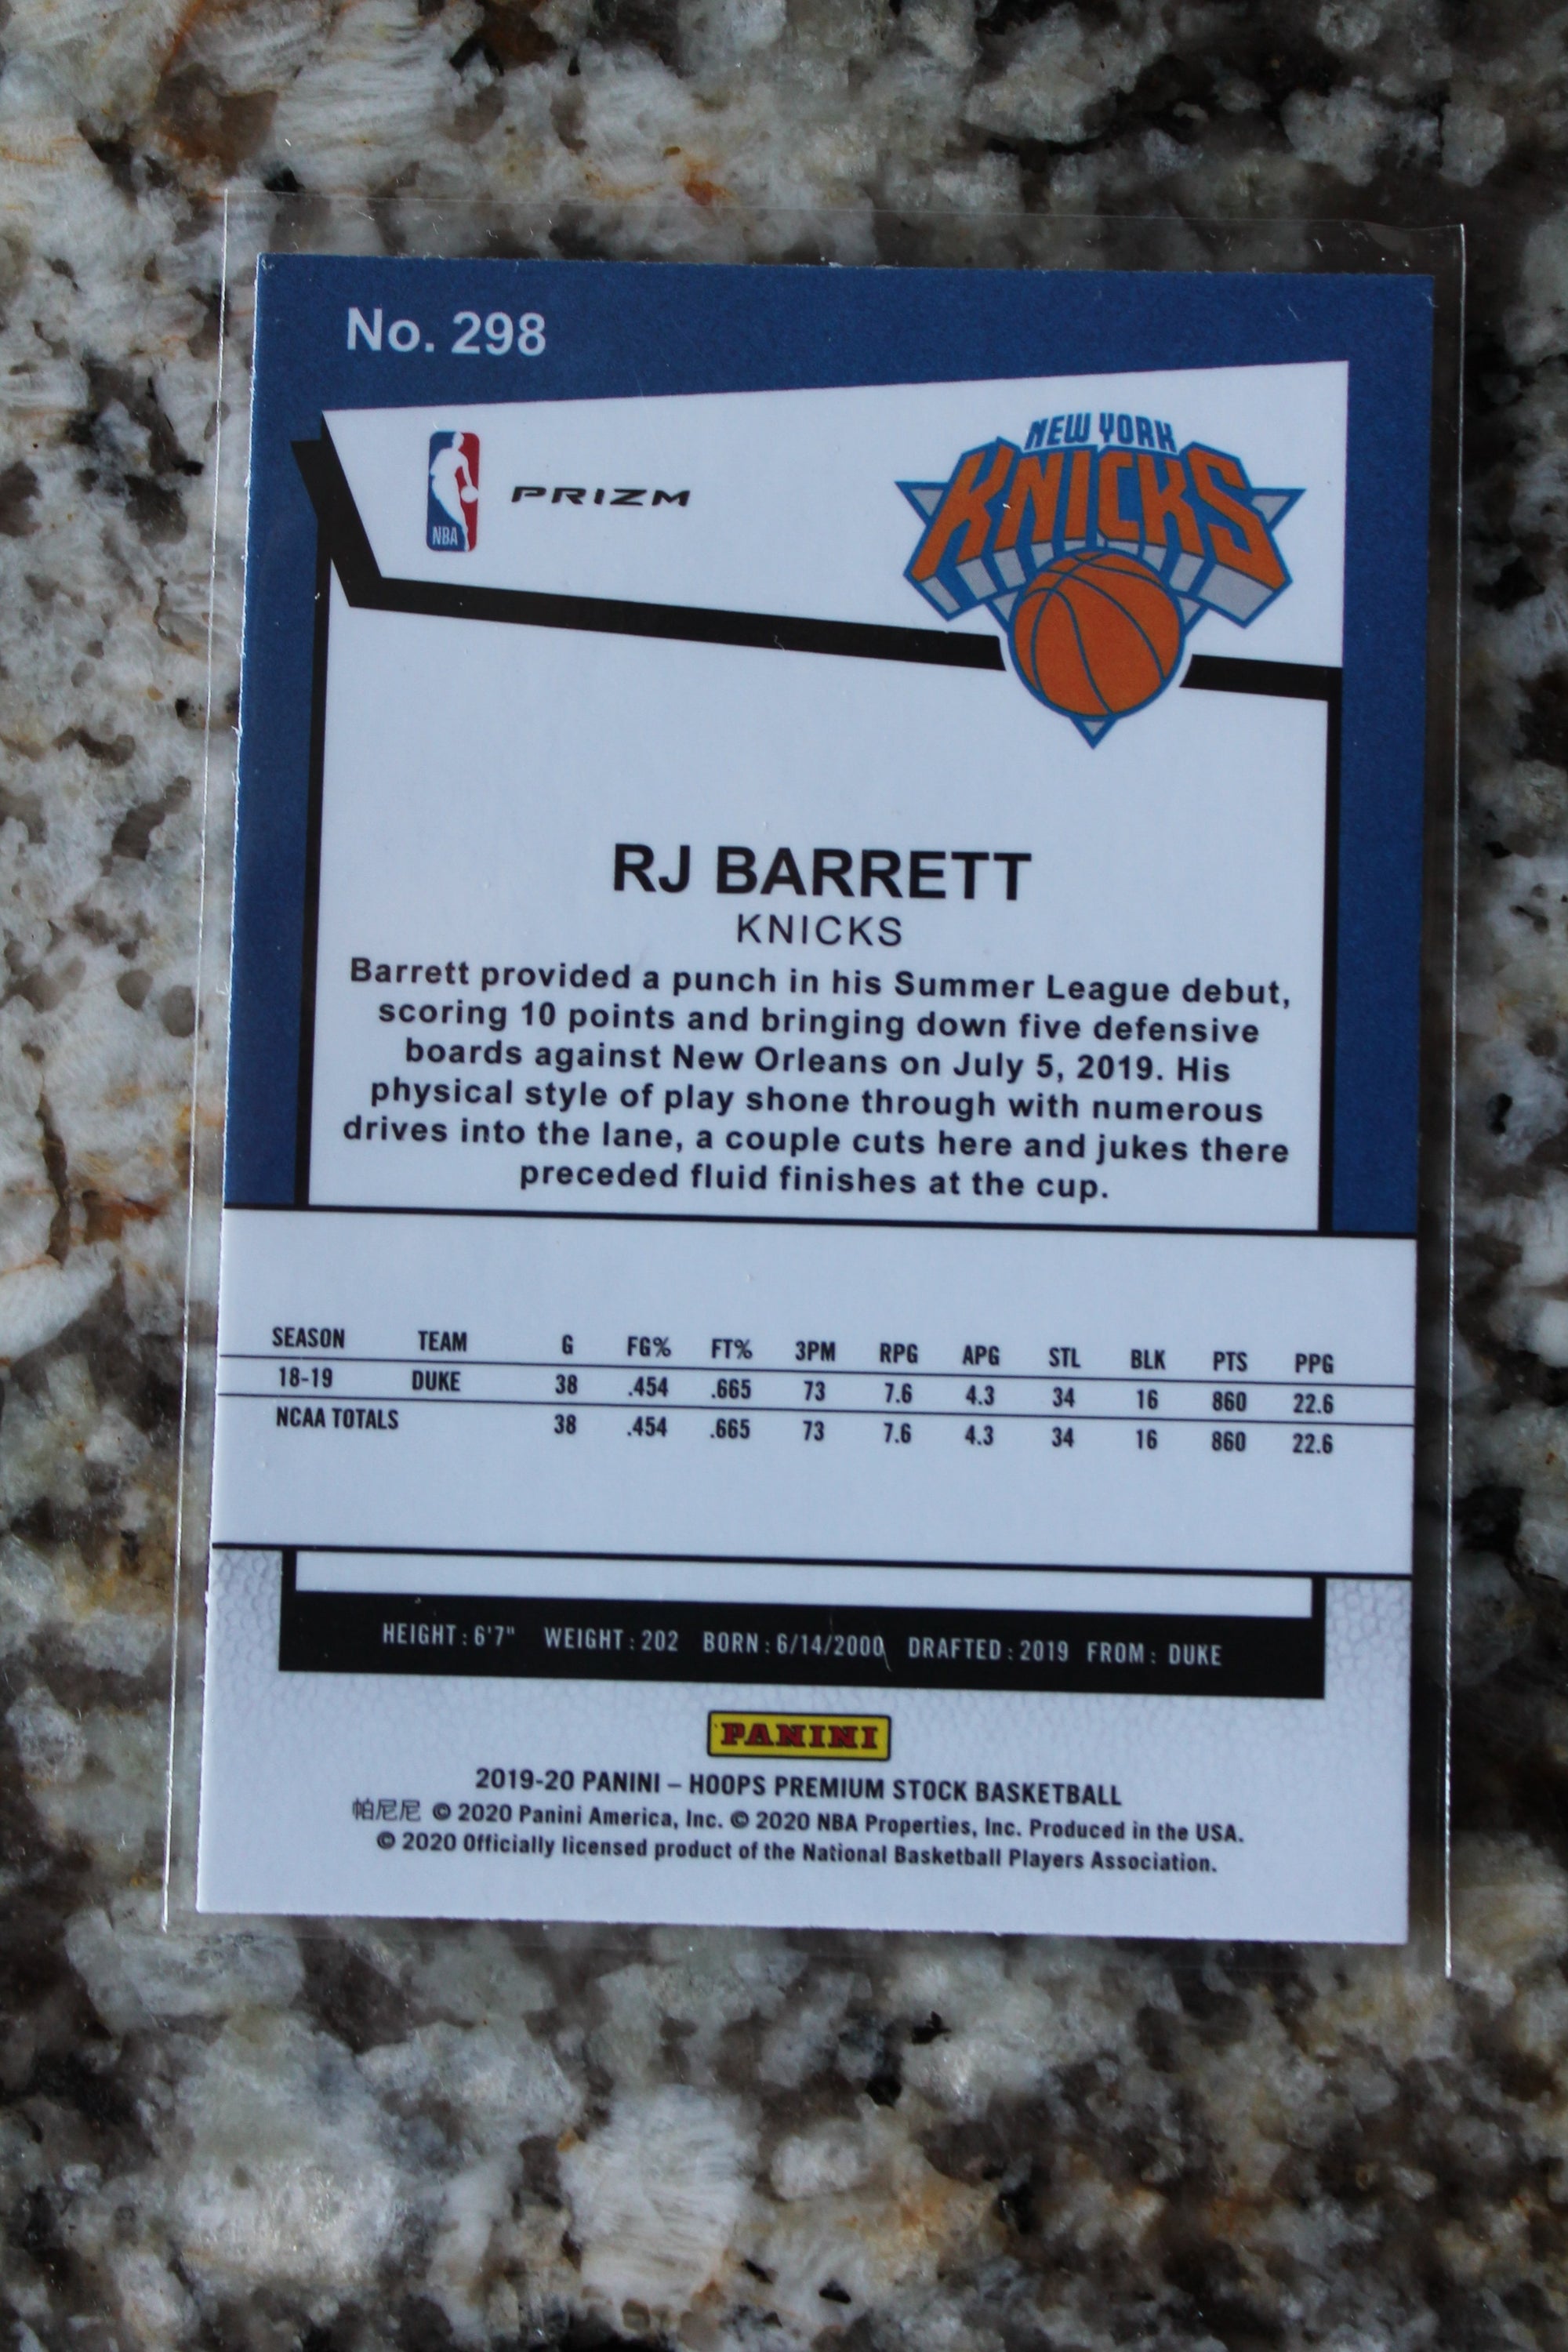 No. 298
NBA
PRIZM
NEW YORK
KNICKS
RJ BARRETT
KNICKS
Barrett provided a punch in his Summer League debut,
scoring 10 points and bringing down five defensive
boards against New Orleans on July 5, 2019. His
physical style of play shone through with numerous
drives into the lane, a couple cuts here and jukes there
preceded fluid finishes at the cup.
SEASON TEAM G FG% FT% 3PM RPG APG STL BLK PTS PPG
18-19 DUKE 38 .454 .665 73 7.6 4.3 34 16 860 22.6
NCAA TOTALS 38 .454 .665 73 7.6 4.3 34 16 860 22.6
HEIGHT: 6'7" WEIGHT: 202 BORN: 6/14/2000 DRAFTED: 2019 FROM: DUKE
PANINI
2019-20 PANINI – HOOPS PREMIUM STOCK BASKETBALL
帕尼尼 © 2020 Panini America, Inc. © 2020 NBA Properties, Inc. Produced in the USA.
© 2020 Officially licensed product of the National Basketball Players Association.